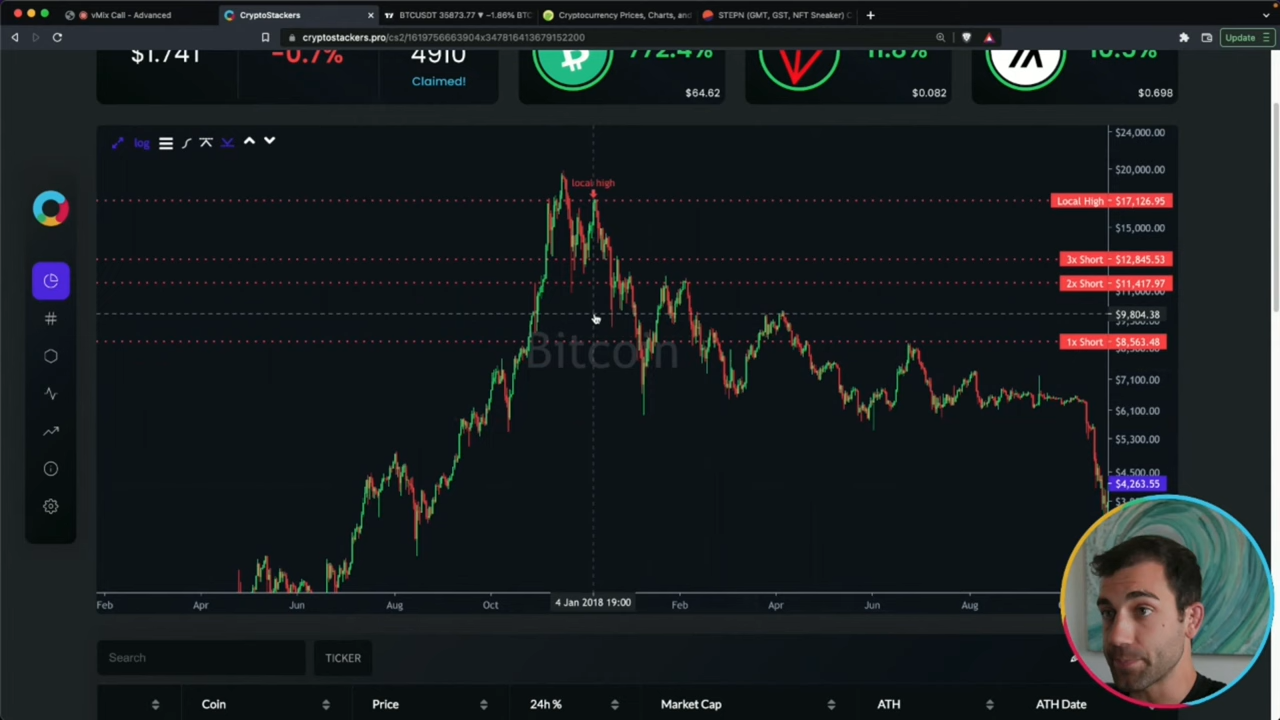 vMix Call - Advanced
CryptoStackers
BTCUSDT 35873.77 ▼ −1.86% BTC
Cryptocurrency Prices, Charts, and
STEPN (GMT, GST, NFT Sneaker) C
cryptostackers.pro/cs2/1619756663904x347816413679152200
Update
$1.741
-0.7%
4910
Claimed!
772.4%
$64.62
11.8%
$0.082
10.5%
$0.698
log
$24,000.00
$20,000.00
local high
Local High - $17,126.95
$15,000.00
3x Short - $12,845.53
2x Short - $11,417.97
$11,000.00
$9,804.38
1x Short - $8,563.48
Bitcoin
$7,100.00
$6,100.00
$5,300.00
$4,500.00
$4,263.55
Feb
Apr
Jun
Aug
Oct
4 Jan 2018 19:00
Feb
Apr
Jun
Aug
Search
TICKER
Coin
Price
24h %
Market Cap
ATH
ATH Date